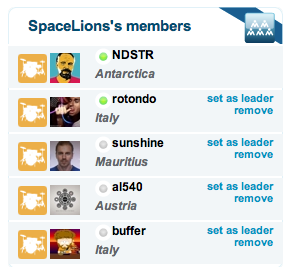 SpaceLions's members
NDSTR
Antarctica
rotondo
set as leader
Italy
remove
sunshine
set as leader
Mauritius
remove
al540
set as leader
Austria
remove
buffer
set as leader
Italy
remove